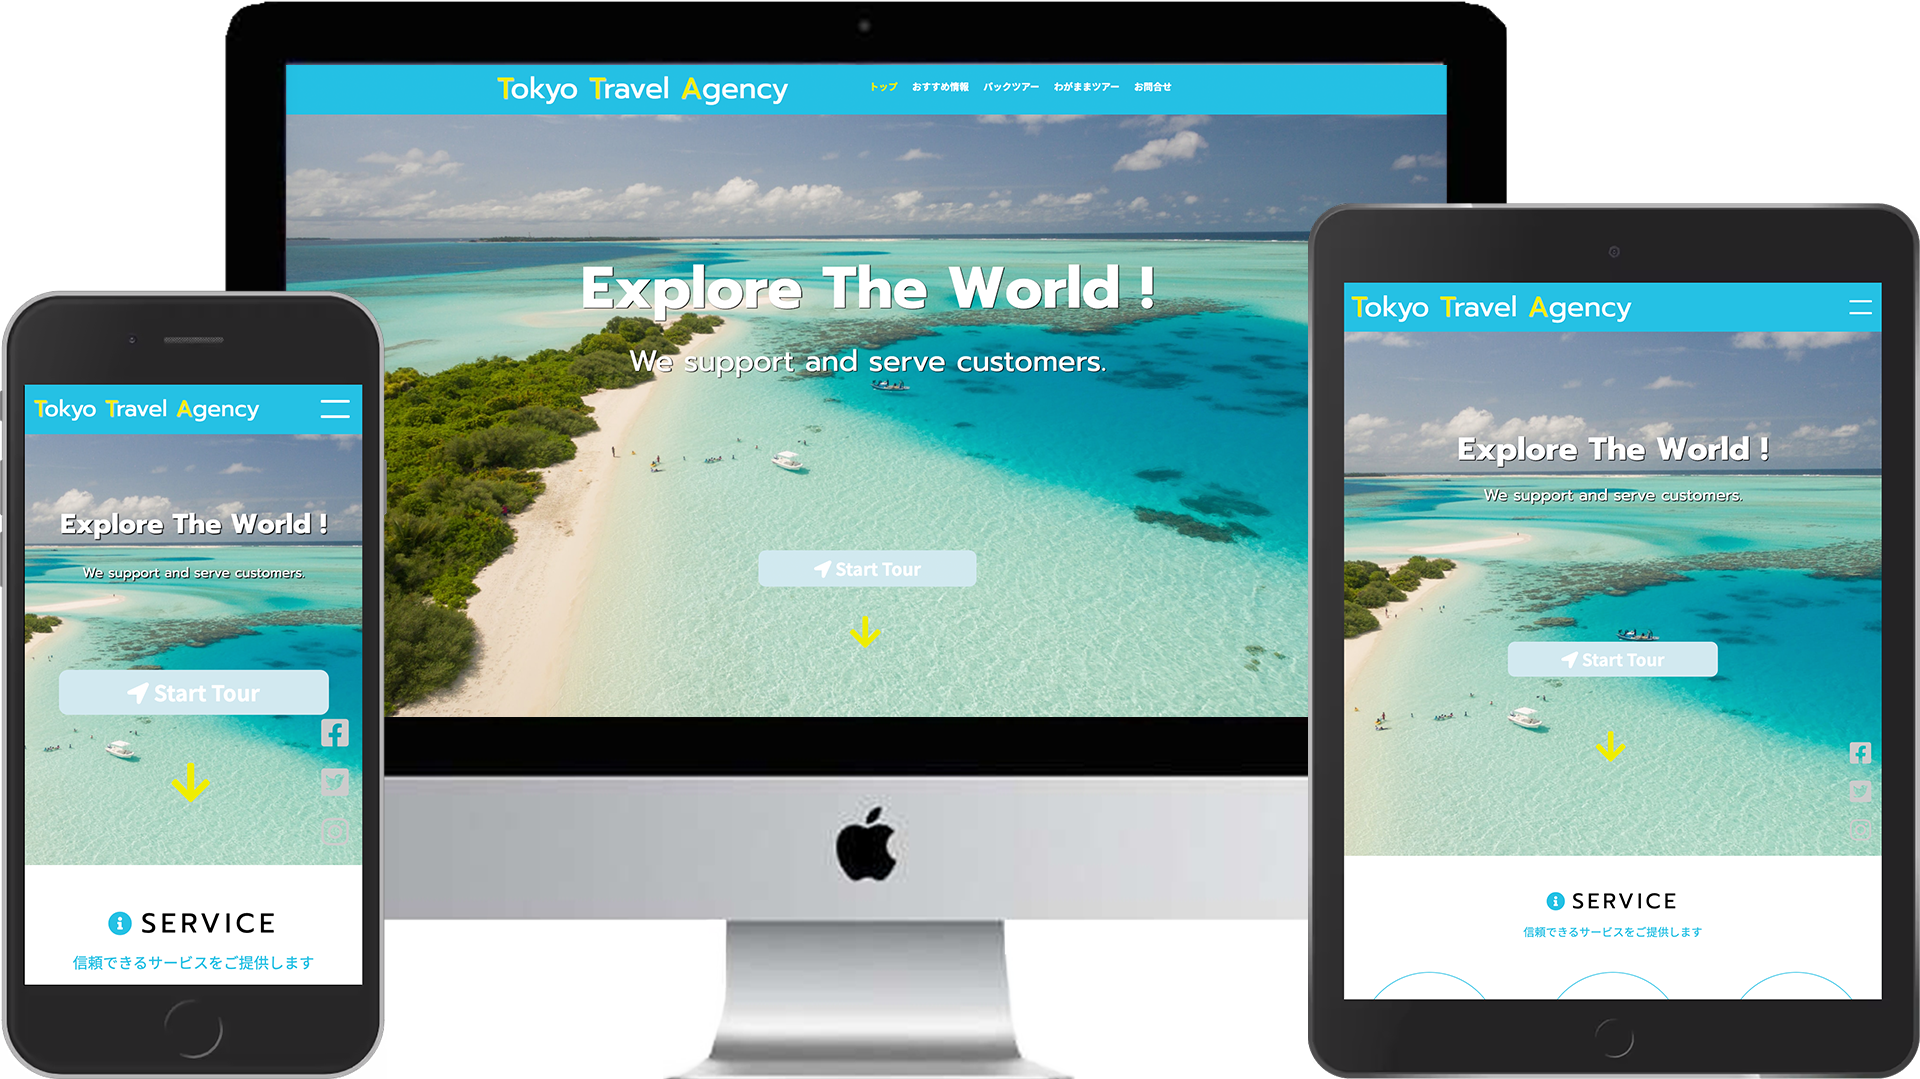 Tokyo Travel Agency
トップ おすすめ情報 パックツアー わがままツアー お問合せ
Explore The World !
We support and serve customers.
Start Tour
Tokyo Travel Agency
Explore The World !
We support and serve customers.
Start Tour
SERVICE
信頼できるサービスをご提供します
Tokyo Travel Agency
Explore The World !
We support and serve customers.
Start Tour
SERVICE
信頼できるサービスをご提供します